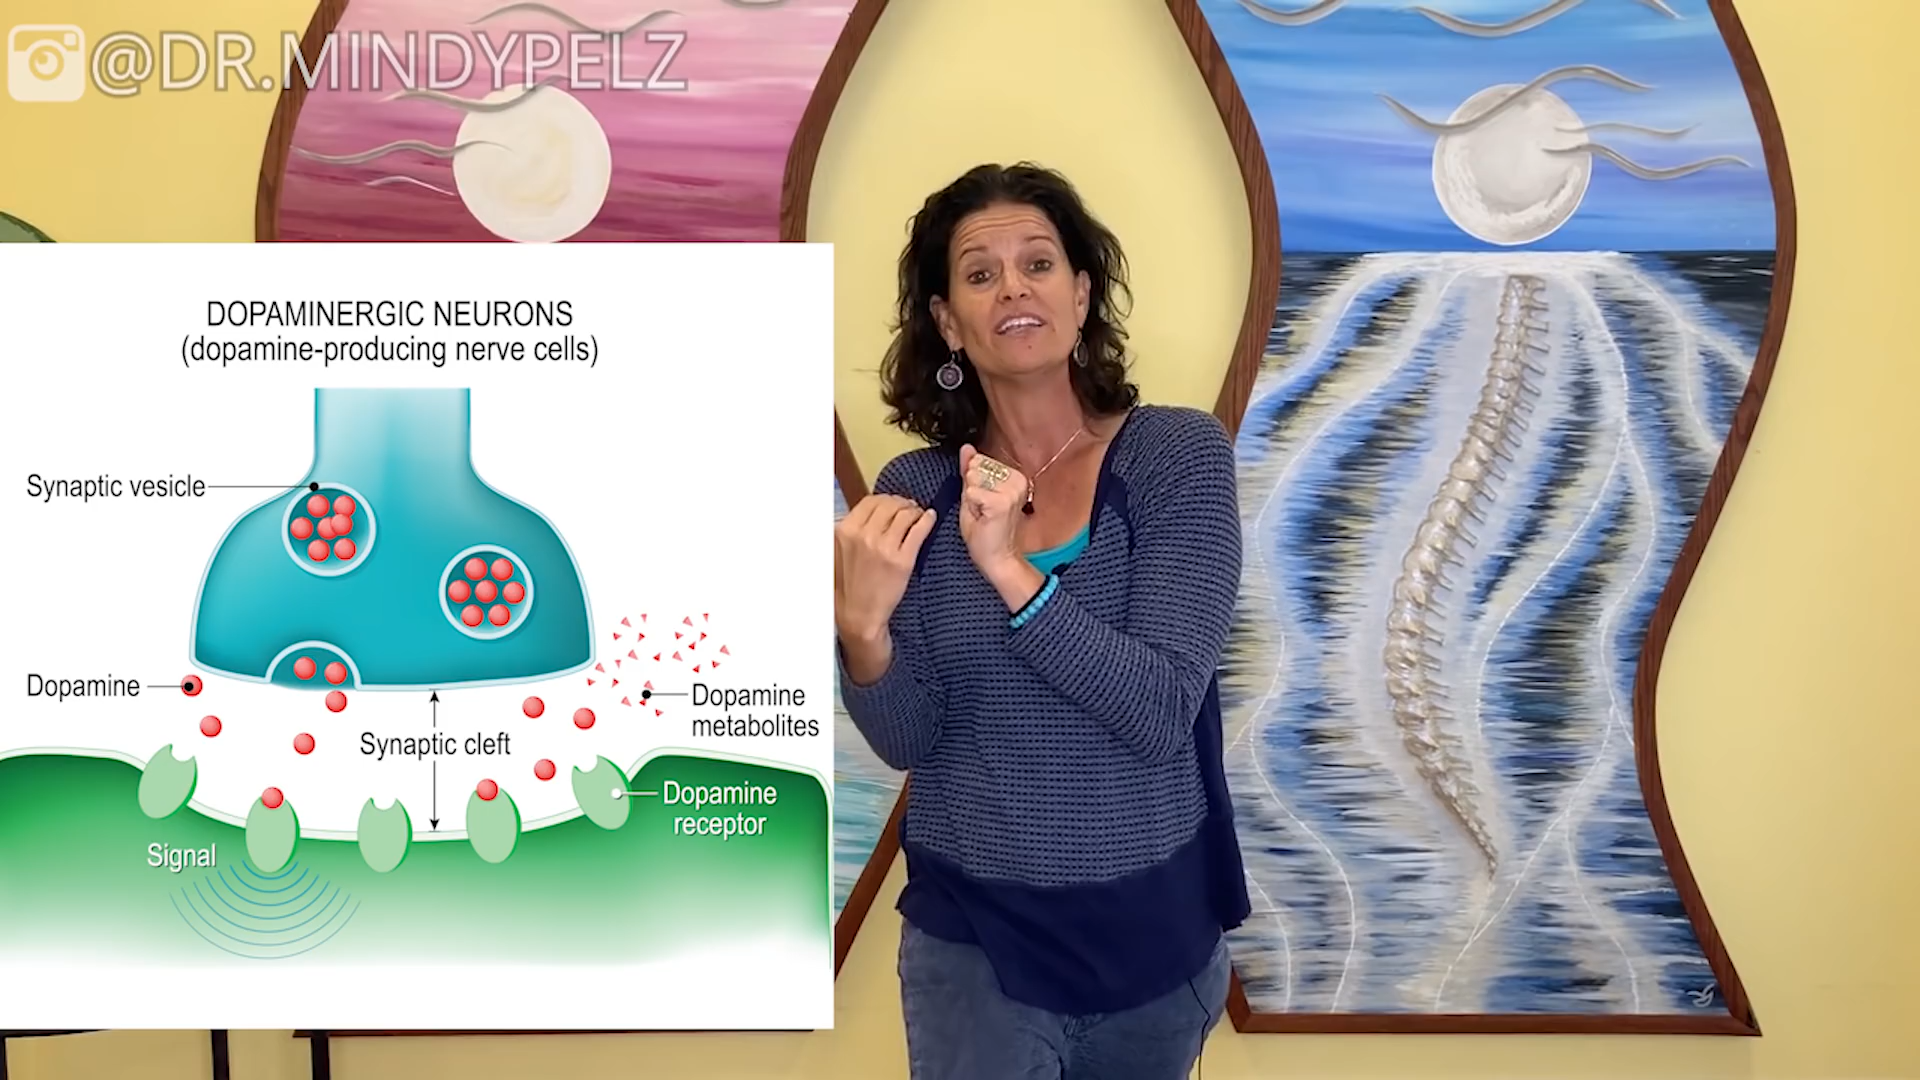 @DR.MINDYPELZ
DOPAMINERGIC NEURONS
(dopamine-producing nerve cells)
Synaptic vesicle
Dopamine
Dopamine
metabolites
Synaptic cleft
Dopamine
receptor
Signal